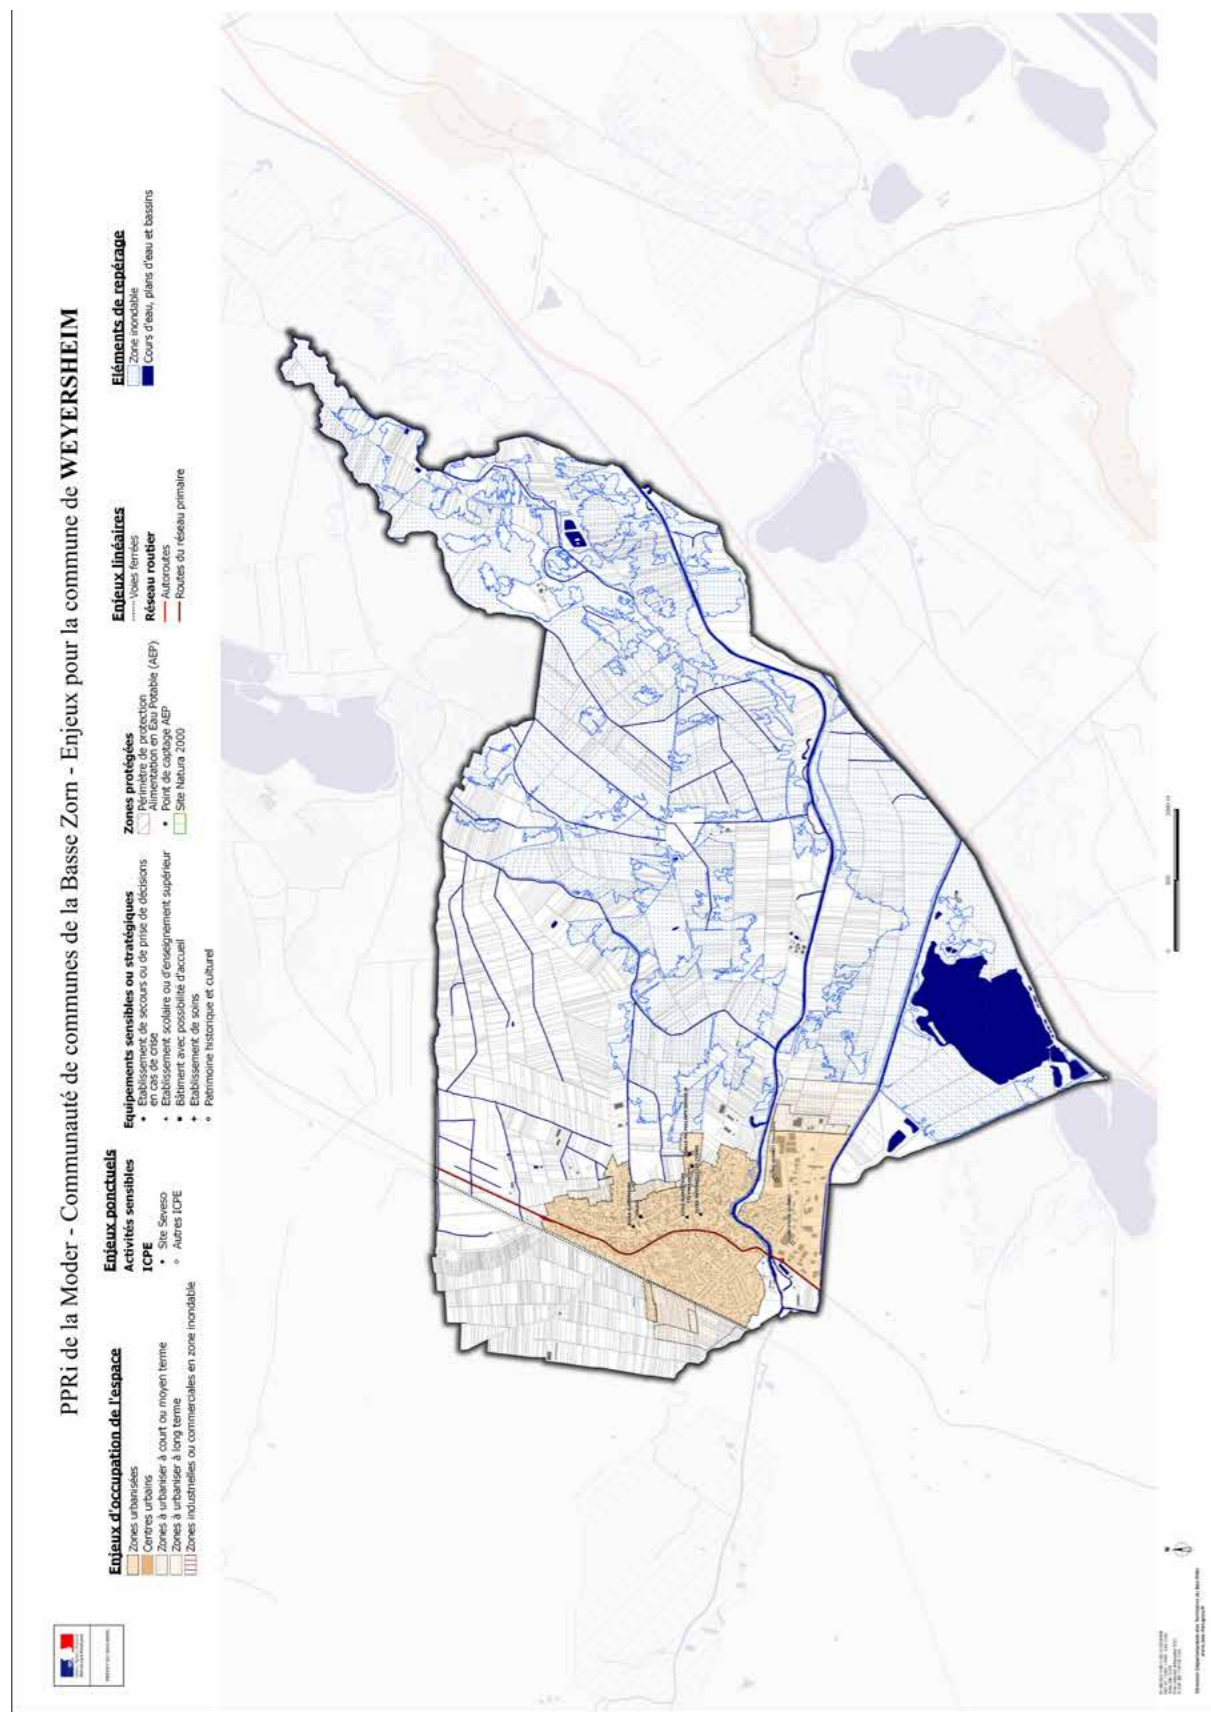 PPRi de la Moder - Communauté de communes de la Basse Zorn - Enjeux pour la commune de WEYERSHEIM
Enjeux d'occupation de l'espace
Zones urbanisées
Centres urbains
Zones à urbaniser à court ou moyen terme
Zones à urbaniser à long terme
Zones industrielles ou commerciales en zone inondable
Enjeux ponctuels
Activités sensibles
ICPE
Site Seveso
Autres ICPE
Equipements sensibles ou stratégiques
Etablissement de secours ou de prise de décisions
en cas de crise
Etablissement scolaire ou d'enseignement supérieur
Bâtiment avec possibilité d'accueil
Etablissement de soins
Patrimoine historique et culturel
Zones protégées
Périmètre de protection
Alimentation en Eau Potable (AEP)
Point de captage AEP
Site Natura 2000
Enjeux linéaires
Voies ferrées
Réseau routier
Autoroutes
Routes du réseau primaire
Eléments de repérage
Zone inondable
Cours d'eau, plans d'eau et bassins
N